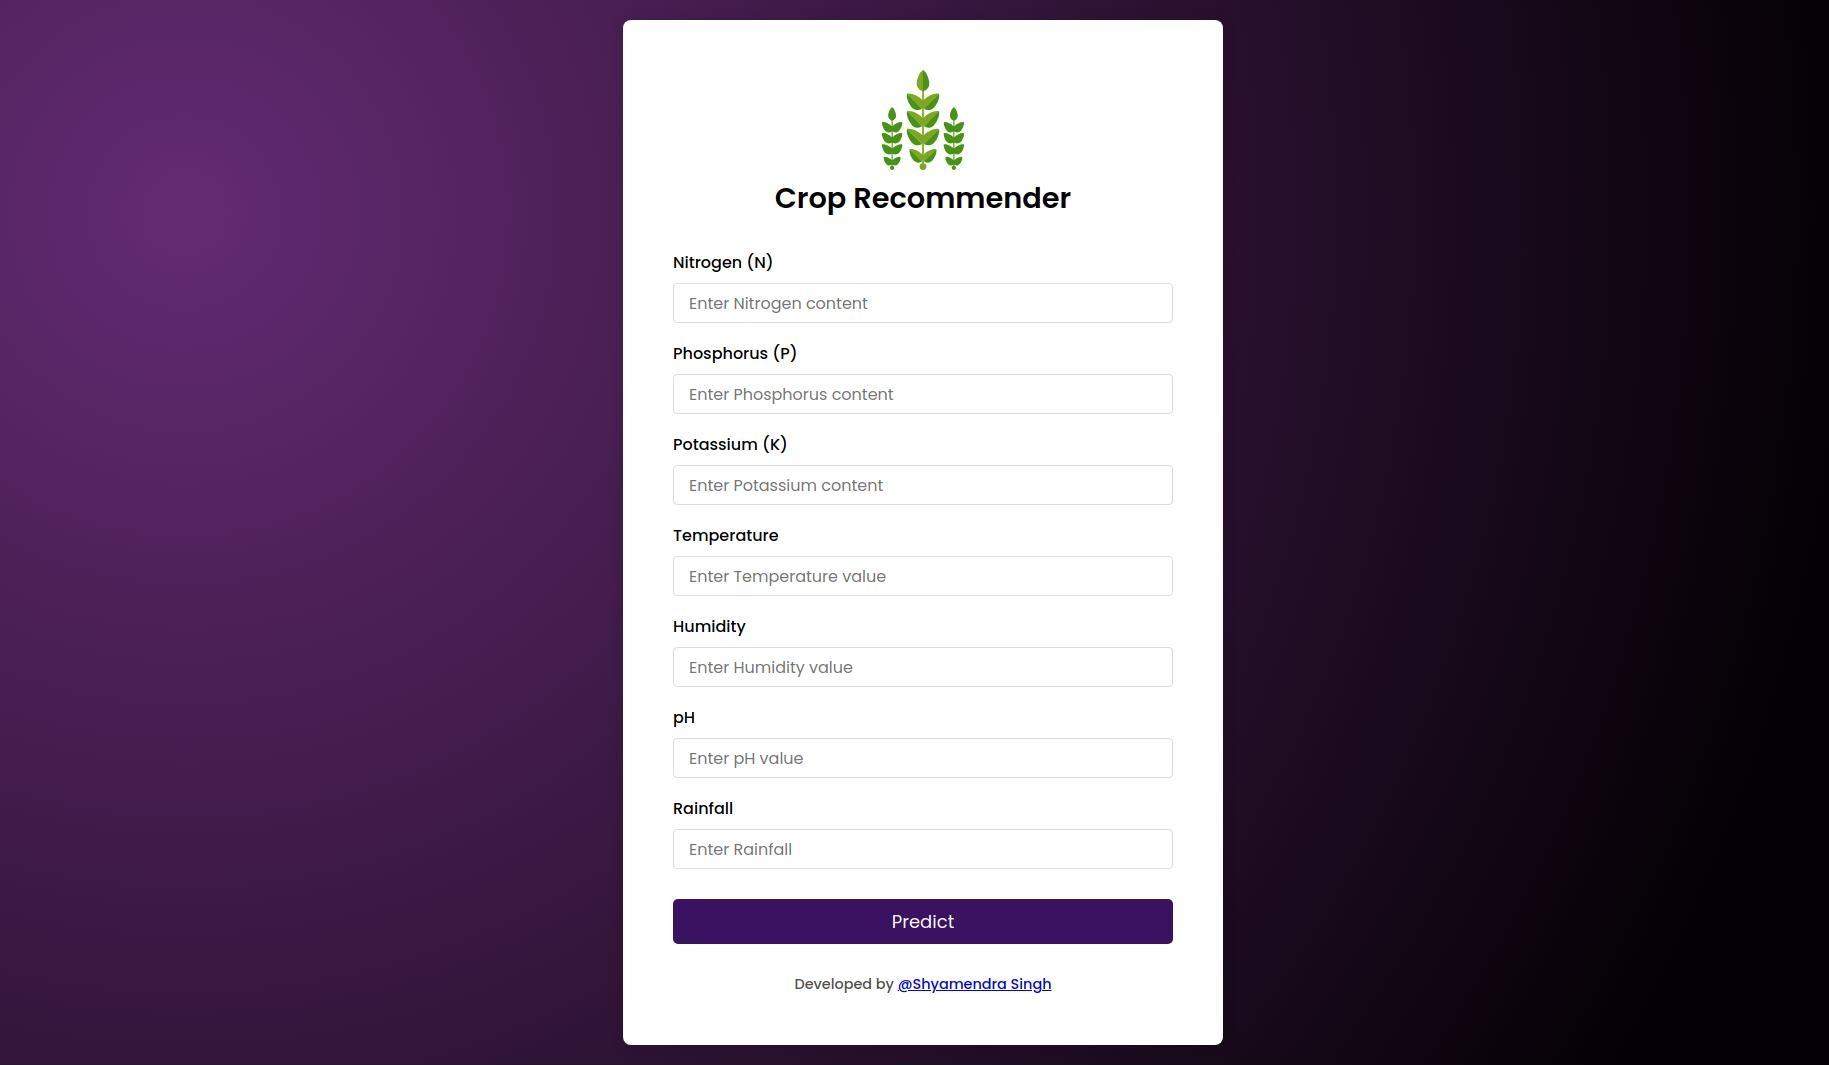 Crop Recommender
Nitrogen (N)
Enter Nitrogen content
Phosphorus (P)
Enter Phosphorus content
Potassium (K)
Enter Potassium content
Temperature
Enter Temperature value
Humidity
Enter Humidity value
pH
Enter pH value
Rainfall
Enter Rainfall
Predict
Developed by @Shyamendra Singh